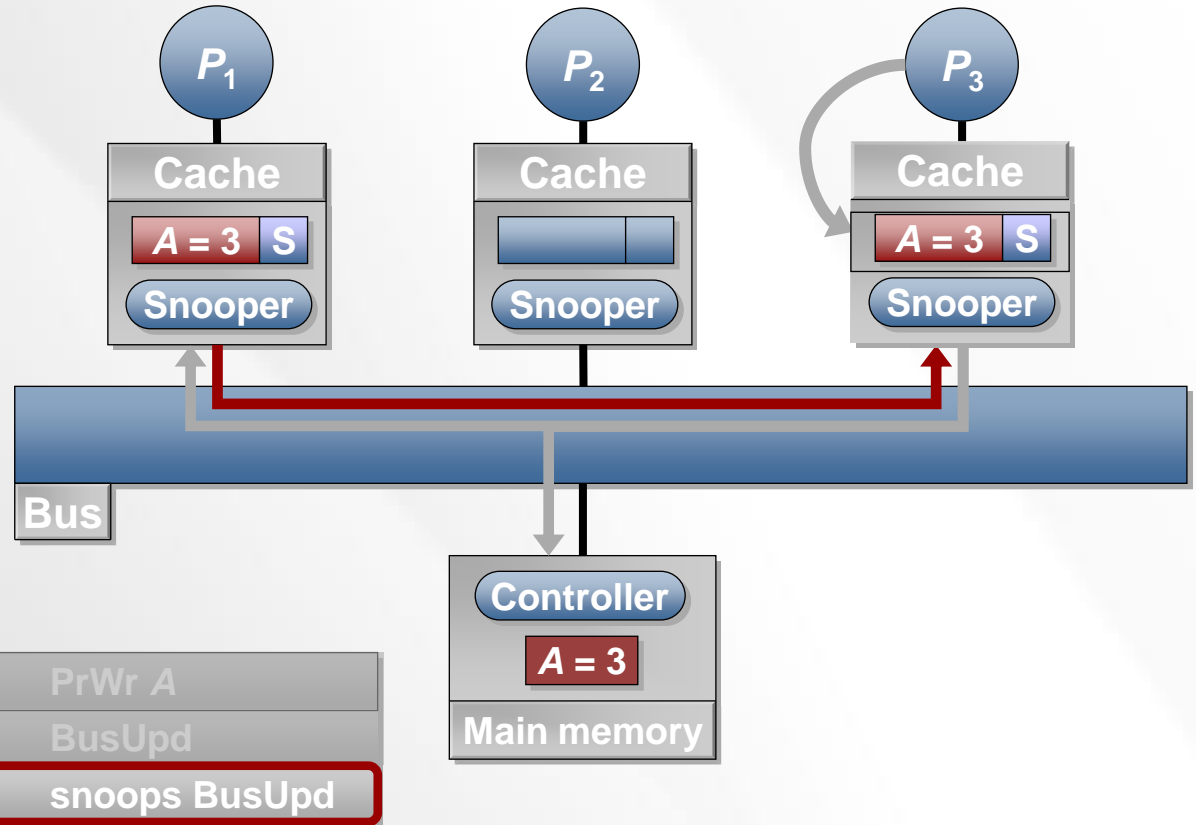 P1
P2
P3
Cache
Cache
Cache
A = 3 S
A = 3 S
Snooper
Snooper
Snooper
Bus
Controller
A = 3
Main memory
PrWr A
BusUpd
snoops BusUpd